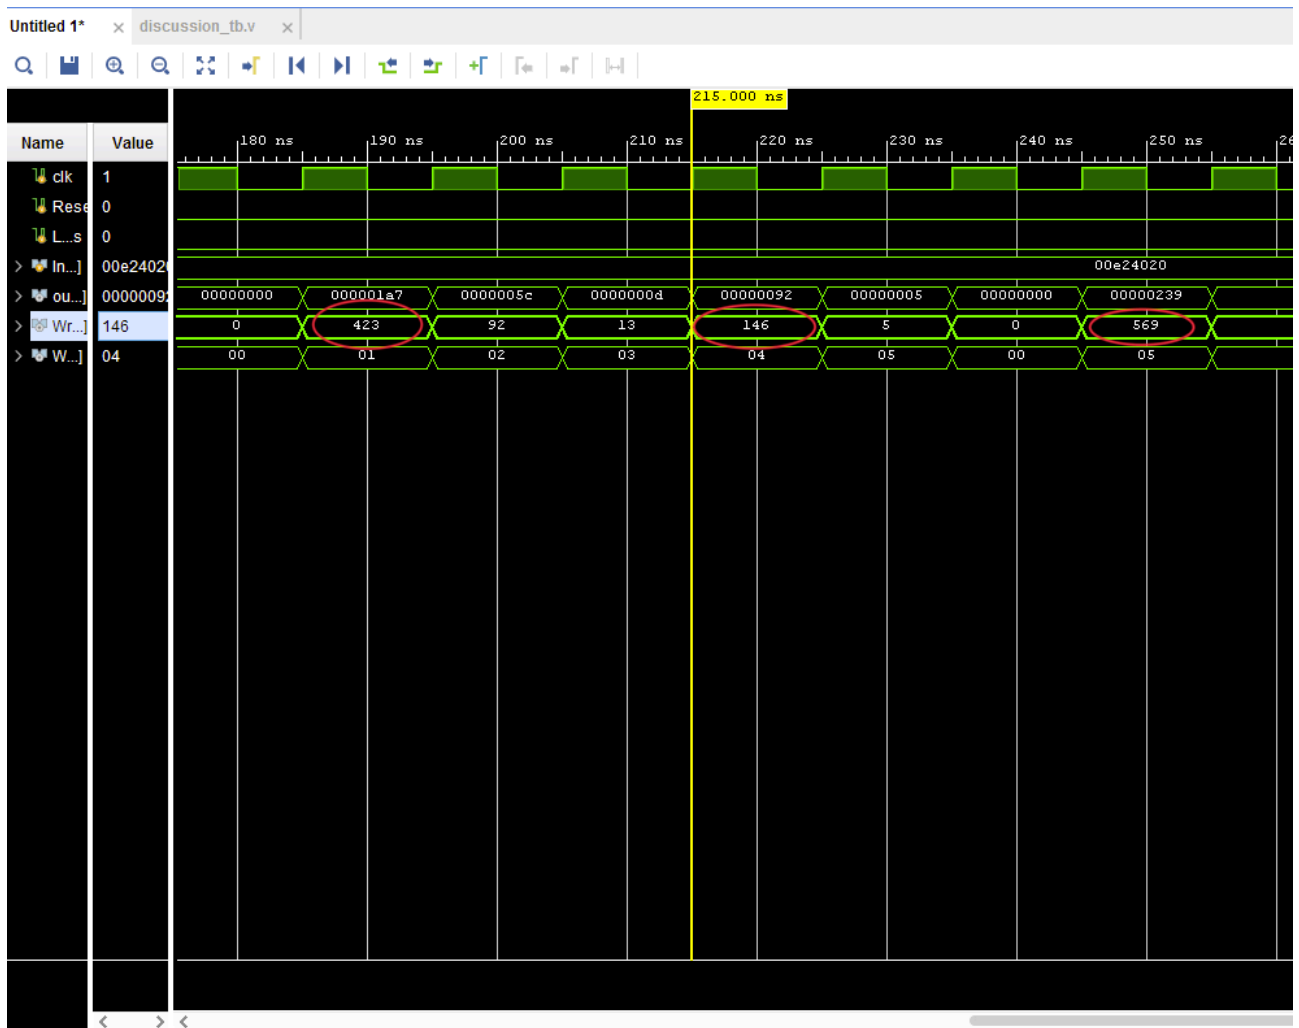 Untitled 1* × discussion_tb.v ×
215.000 ns
Name Value
180 ns 190 ns 200 ns 210 ns 220 ns 230 ns 240 ns 250 ns 26
clk 1
Rese 0
L...s 0
In...] 00e24020 00e24020
ou...] 00000092 00000000 000001a7 0000005c 0000000d 00000092 00000005 00000000 00000239
Wr...] 146 0 423 92 13 146 5 0 569
W...] 04 00 01 02 03 04 05 00 05